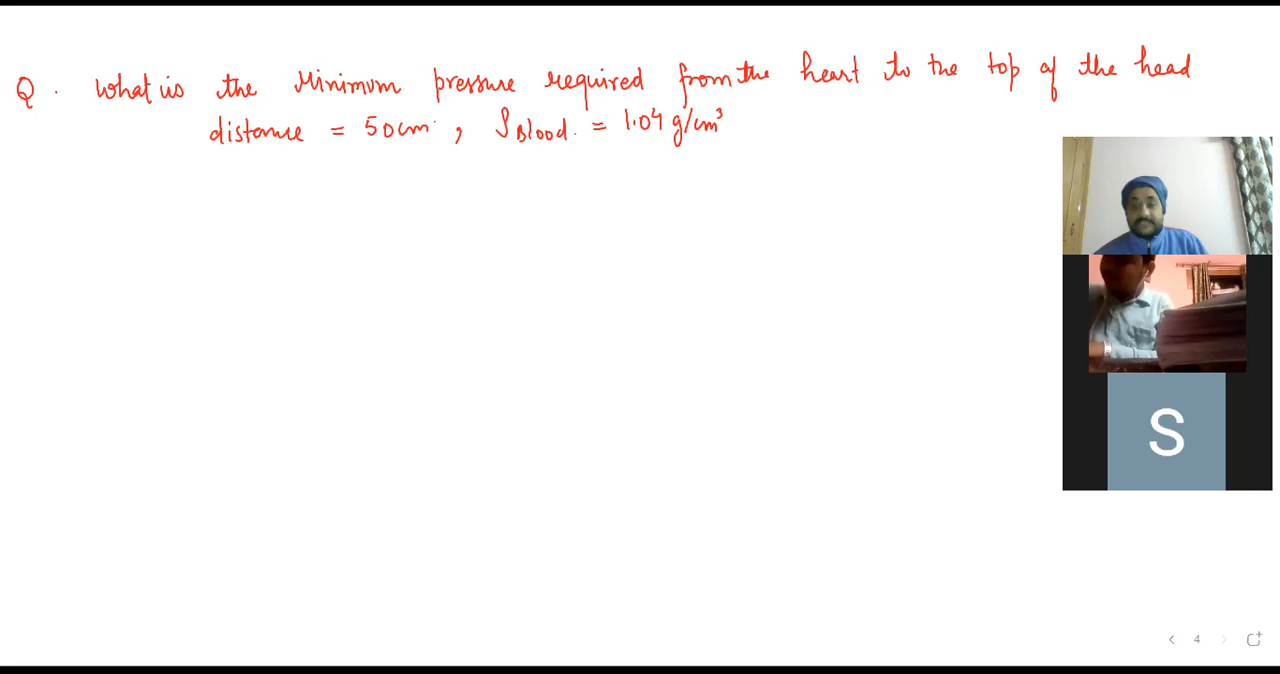 Q. What is the Minimum pressure required from the heart to the top of the head
distance = 50cm, ρBlood. = 1.04 g/cm³
S
< 4 >